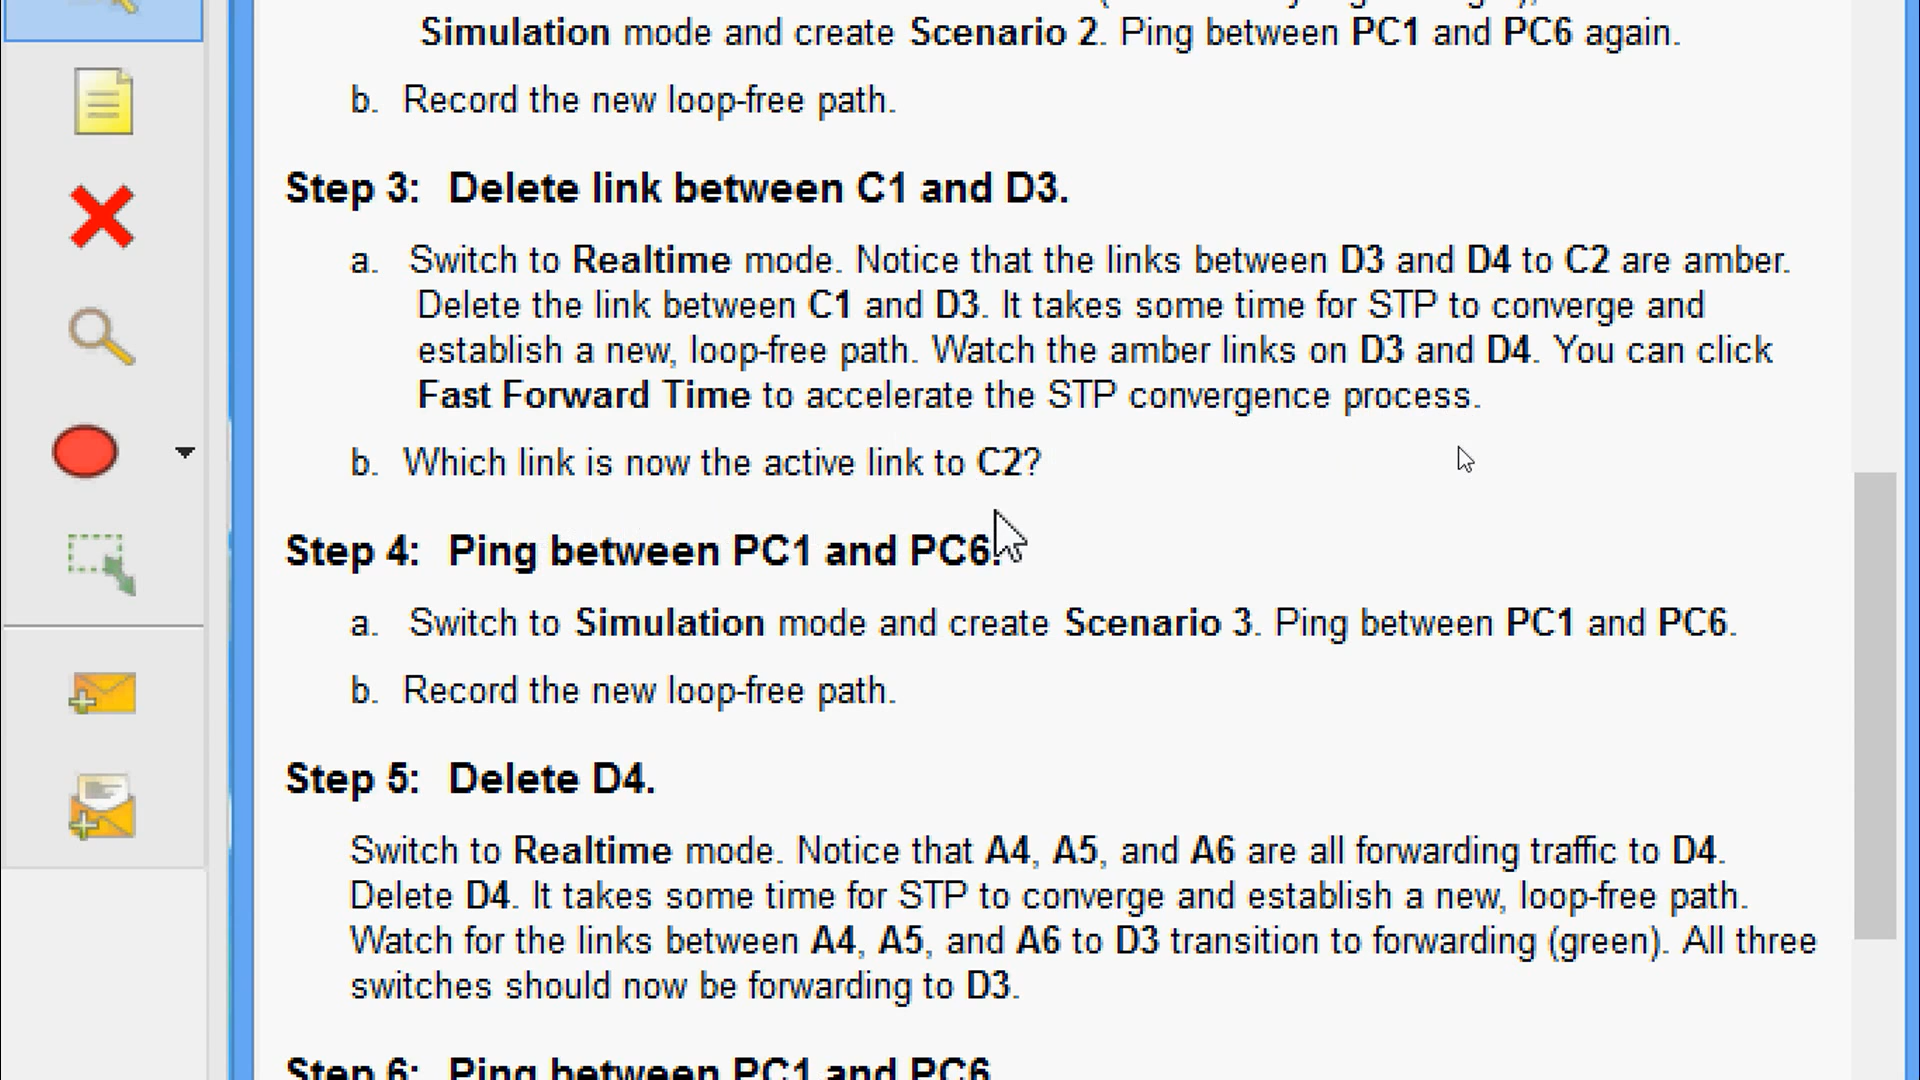 Simulation mode and create Scenario 2. Ping between PC1 and PC6 again.
b. Record the new loop-free path.
Step 3: Delete link between C1 and D3.
a. Switch to Realtime mode. Notice that the links between D3 and D4 to C2 are amber.
Delete the link between C1 and D3. It takes some time for STP to converge and
establish a new, loop-free path. Watch the amber links on D3 and D4. You can click
Fast Forward Time to accelerate the STP convergence process.
b. Which link is now the active link to C2?
Step 4: Ping between PC1 and PC6.
a. Switch to Simulation mode and create Scenario 3. Ping between PC1 and PC6.
b. Record the new loop-free path.
Step 5: Delete D4.
Switch to Realtime mode. Notice that A4, A5, and A6 are all forwarding traffic to D4.
Delete D4. It takes some time for STP to converge and establish a new, loop-free path.
Watch for the links between A4, A5, and A6 to D3 transition to forwarding (green). All three
switches should now be forwarding to D3.
Step 6: Ping between PC1 and PC6